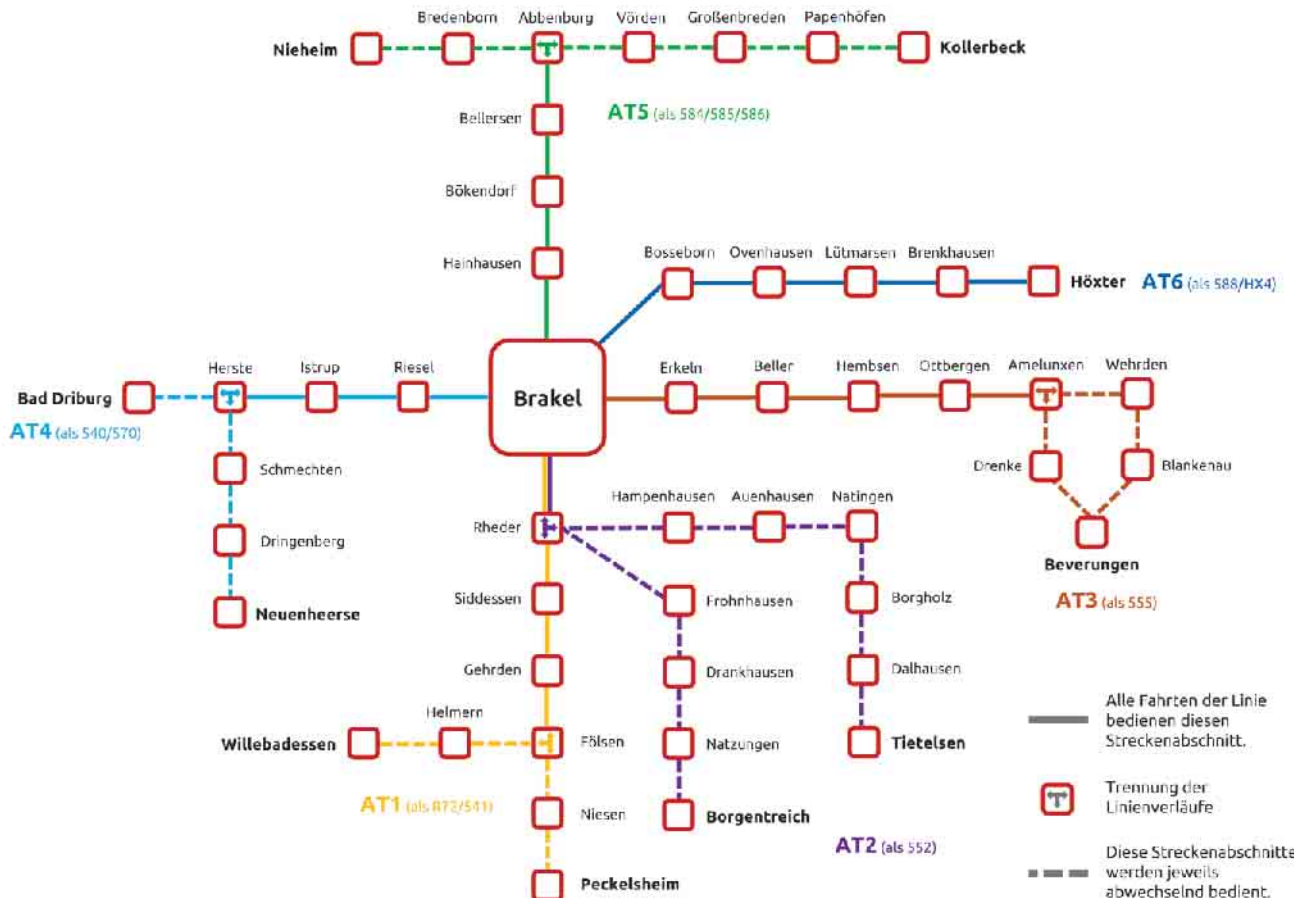 Bredenborn
Abbenburg
Vörden
Großenbreden
Papenhöfen
Nieheim
Kollerbeck
AT5 (als 584/585/586)
Bellersen
Bökendorf
Hainhausen
Bosseborn
Ovenhausen
Lütmarsen
Brenkhausen
Höxter
AT6 (als 588/HX4)
Herste
Istrup
Riesel
Bad Driburg
AT4 (als 540/570)
Brakel
Erkeln
Beller
Hembsen
Ottbergen
Amelunxen
Wehrden
Schmechten
Drenke
Blankenau
Hampenhausen
Auenhausen
Natingen
Rheder
Dringenberg
Beverungen
AT3 (als 555)
Neuenheerse
Siddessen
Frohnhausen
Borgholz
Gehrden
Drankhausen
Dalhausen
Helmern
Willebadessen
Fölsen
Natzungen
Tietelsen
AT1 (als R72/541)
Niesen
Borgentreich
AT2 (als 552)
Peckelsheim
Alle Fahrten der Linie
bedienen diesen
Streckenabschnitt.
Trennung der
Linienverläufe
Diese Streckenabschnitte
werden jeweils
abwechselnd bedient.